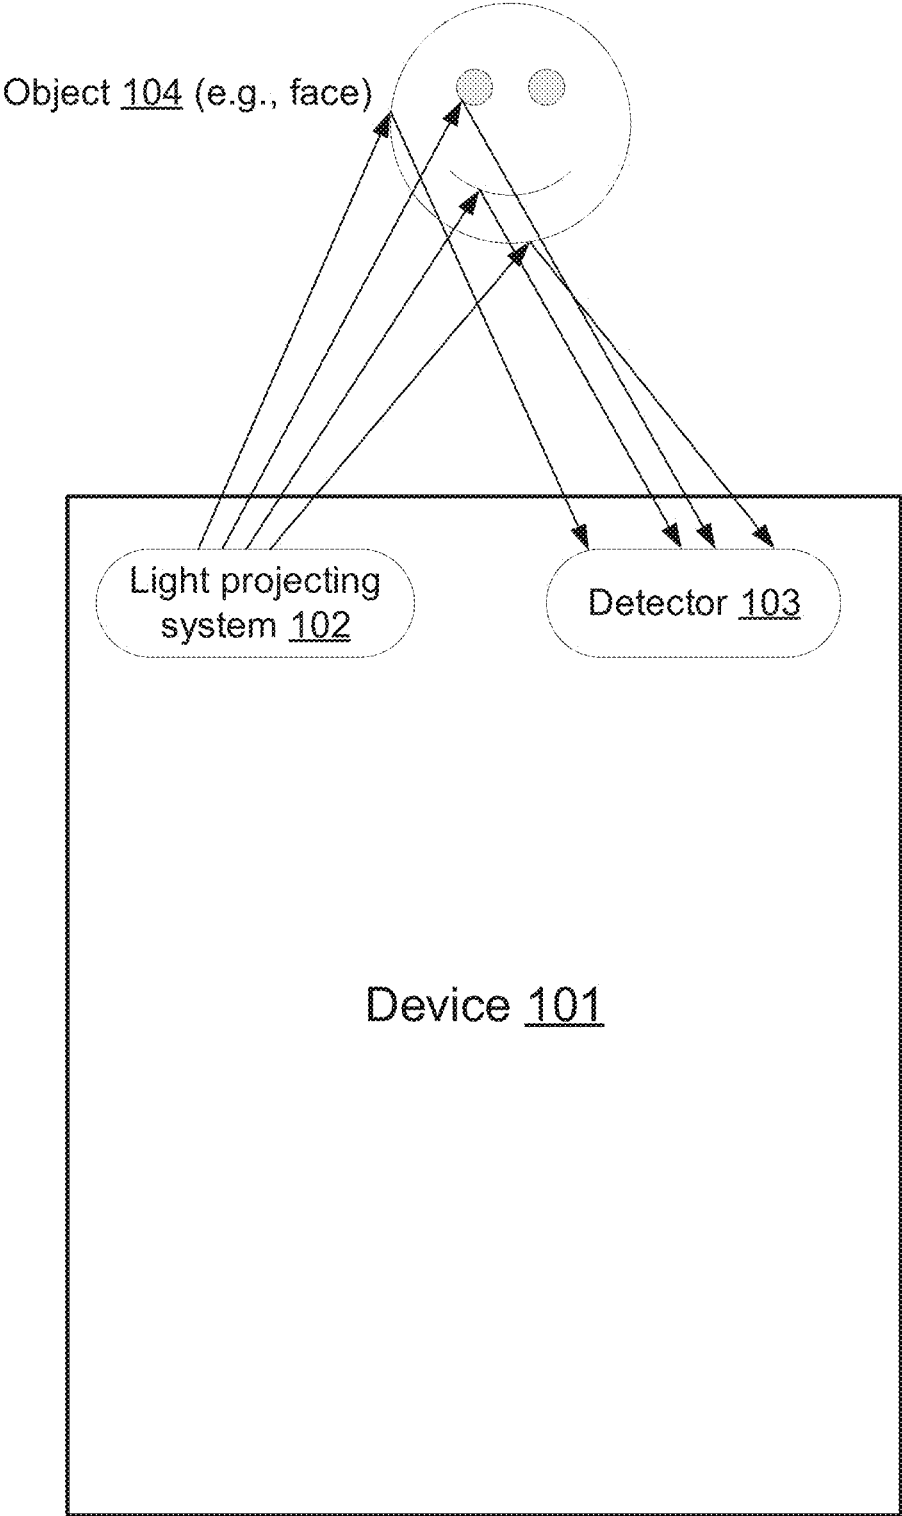 Object 104 (e.g., face)
Light projecting
system 102
Detector 103
Device 101